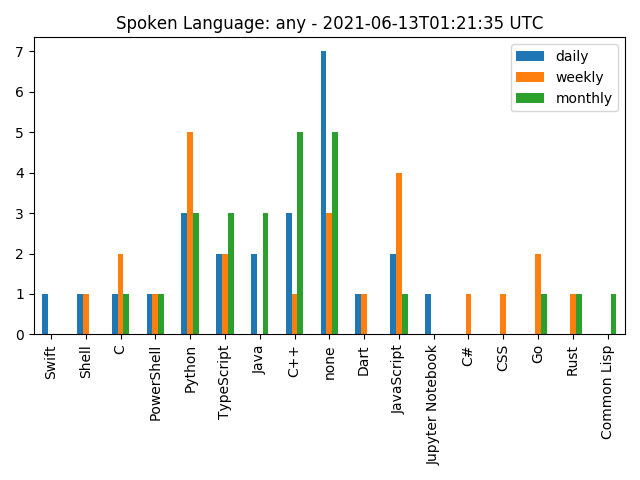 Spoken Language: any - 2021-06-13T01:21:35 UTC
daily
weekly
monthly
7
6
5
4
3
2
1
0
Swift
Shell
C
PowerShell
Python
TypeScript
Java
C++
none
Dart
JavaScript
Jupyter Notebook
C#
CSS
Go
Rust
Common Lisp